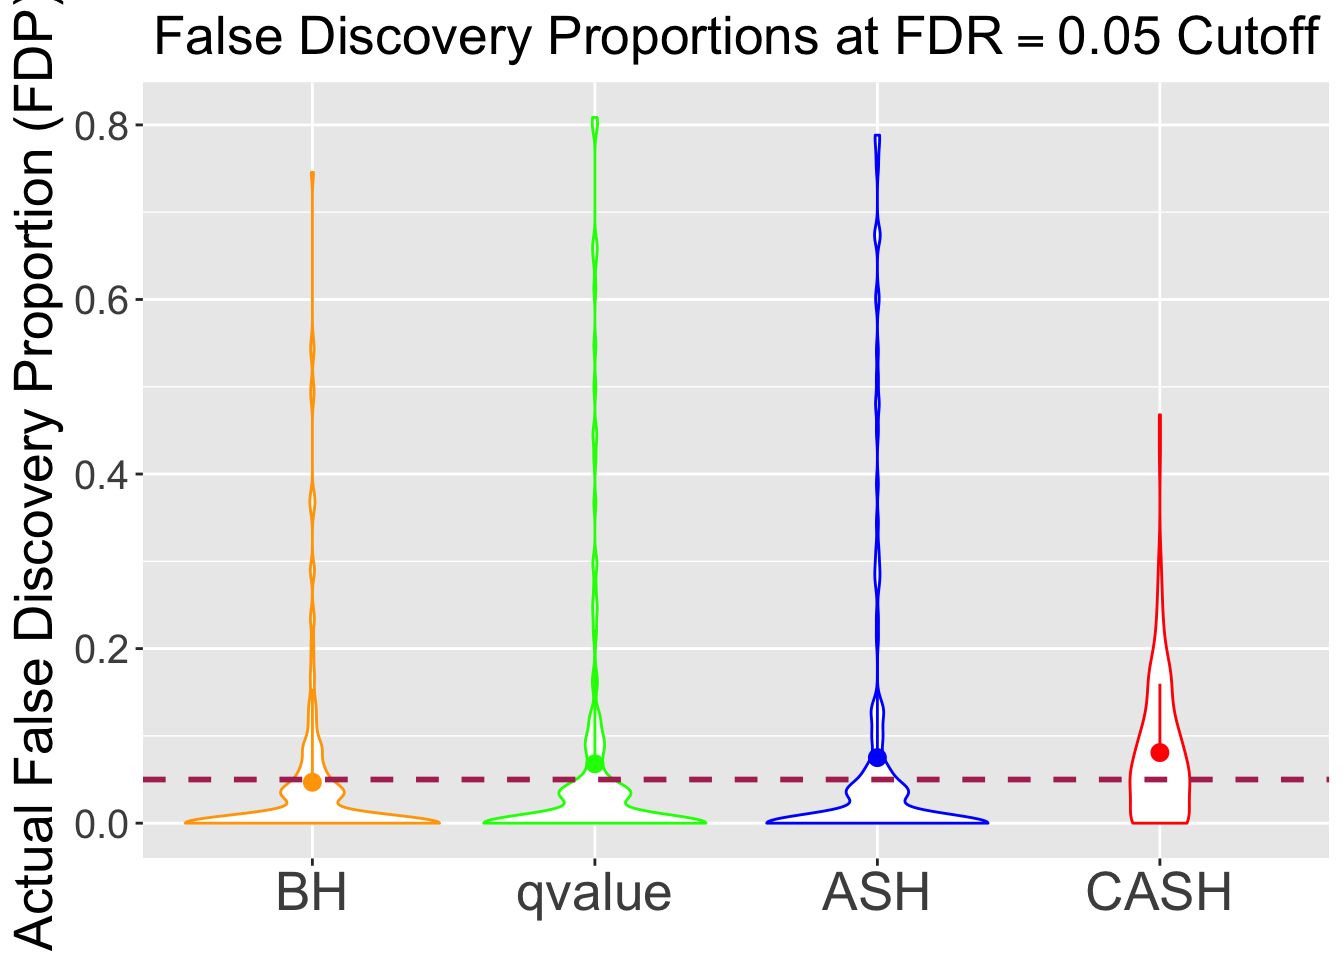 False Discovery Proportions at FDR = 0.05 Cutoff
Actual False Discovery Proportion (FDP)
0.8
0.6
0.4
0.2
0.0
BH
qvalue
ASH
CASH